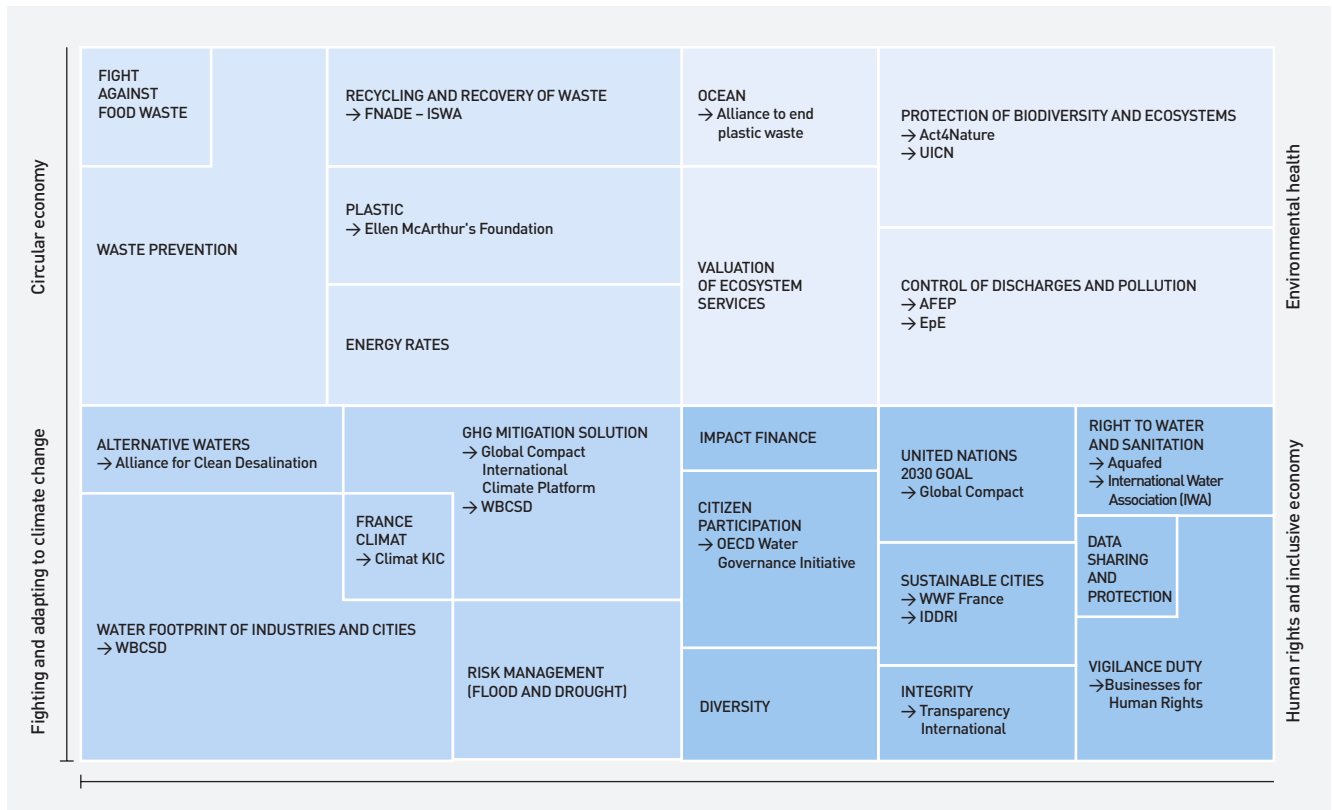 Circular economy
FIGHT
AGAINST
FOOD WASTE
WASTE PREVENTION
RECYCLING AND RECOVERY OF WASTE
→ FNADE – ISWA
PLASTIC
→ Ellen McArthur's Foundation
ENERGY RATES
OCEAN
→ Alliance to end
plastic waste
VALUATION
OF ECOSYSTEM
SERVICES
PROTECTION OF BIODIVERSITY AND ECOSYSTEMS
→ Act4Nature
→ UICN
CONTROL OF DISCHARGES AND POLLUTION
→ AFEP
→ EpE
Environmental health
Fighting and adapting to climate change
ALTERNATIVE WATERS
→ Alliance for Clean Desalination
GHG MITIGATION SOLUTION
→ Global Compact
International
Climate Platform
→ WBCSD
FRANCE
CLIMAT
→ Climat KIC
WATER FOOTPRINT OF INDUSTRIES AND CITIES
→ WBCSD
RISK MANAGEMENT
(FLOOD AND DROUGHT)
IMPACT FINANCE
CITIZEN
PARTICIPATION
→ OECD Water
Governance Initiative
DIVERSITY
UNITED NATIONS
2030 GOAL
→ Global Compact
SUSTAINABLE CITIES
→ WWF France
→ IDDRI
INTEGRITY
→ Transparency
International
RIGHT TO WATER
AND SANITATION
→ Aquafed
→ International Water
Association (IWA)
DATA
SHARING
AND
PROTECTION
VIGILANCE DUTY
→Businesses for
Human Rights
Human rights and inclusive economy